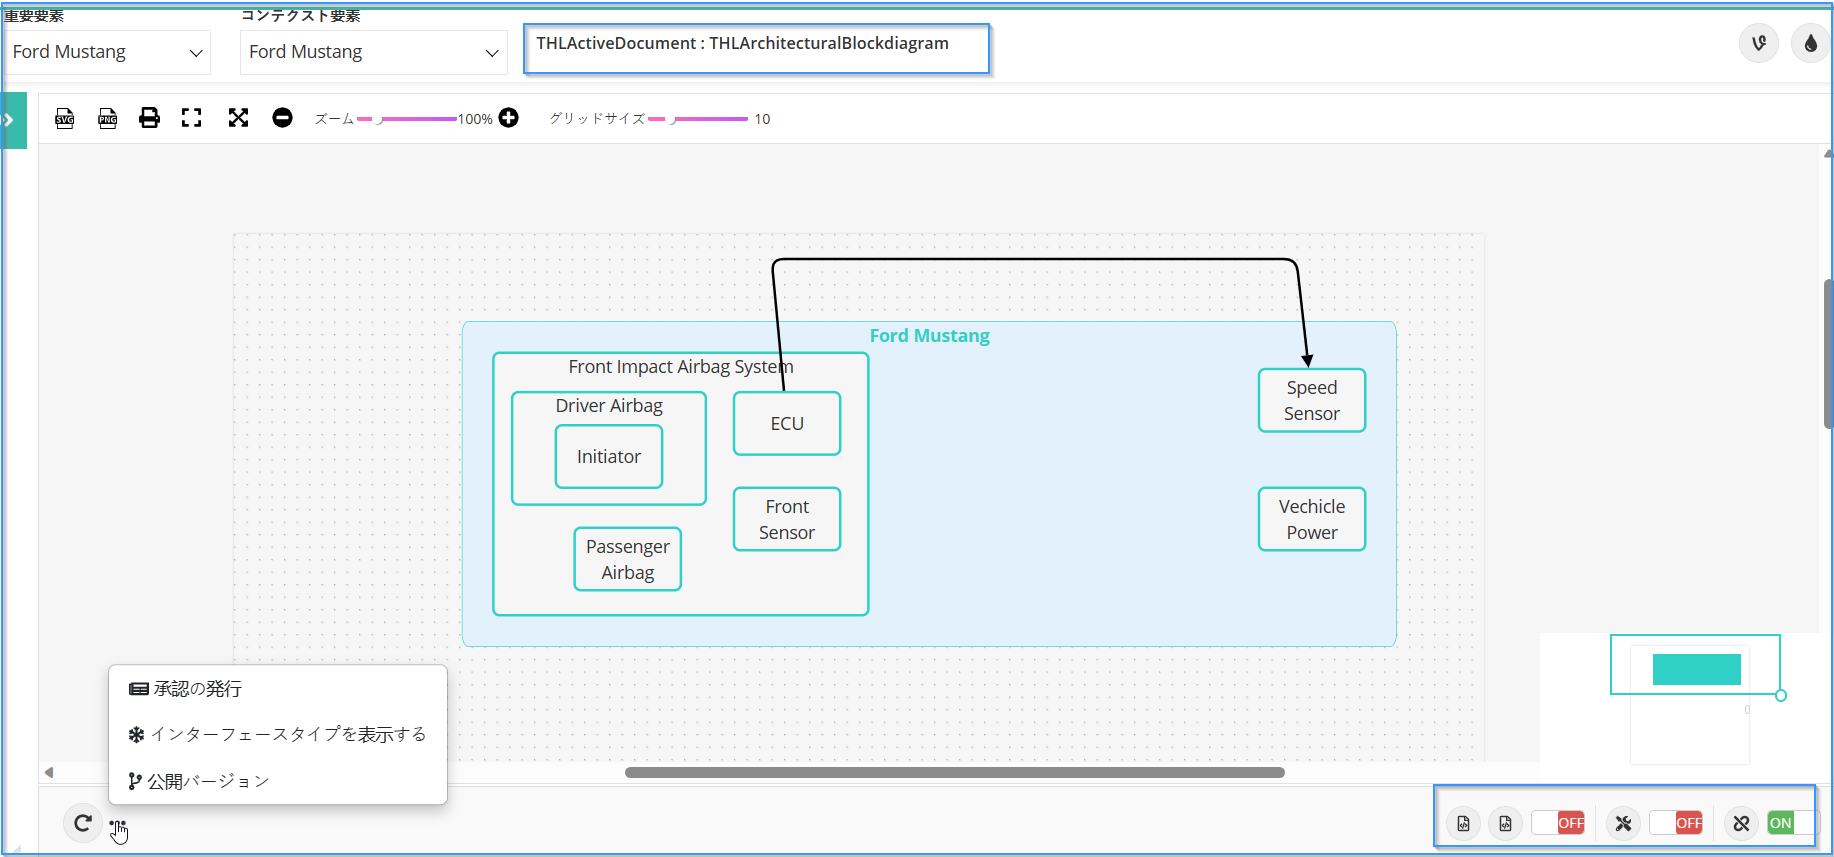 重要要素
コンテクスト要素
Ford Mustang
Ford Mustang
THLActiveDocument : THLArchitecturalBlockdiagram
SVG
PNG
ズーム
100%
グリッドサイズ
10
Ford Mustang
Front Impact Airbag System
Driver Airbag
Initiator
ECU
Front
Sensor
Passenger
Airbag
Speed
Sensor
Vechicle
Power
承認の発行
インターフェースタイプを表示する
公開バージョン
OFF
OFF
ON